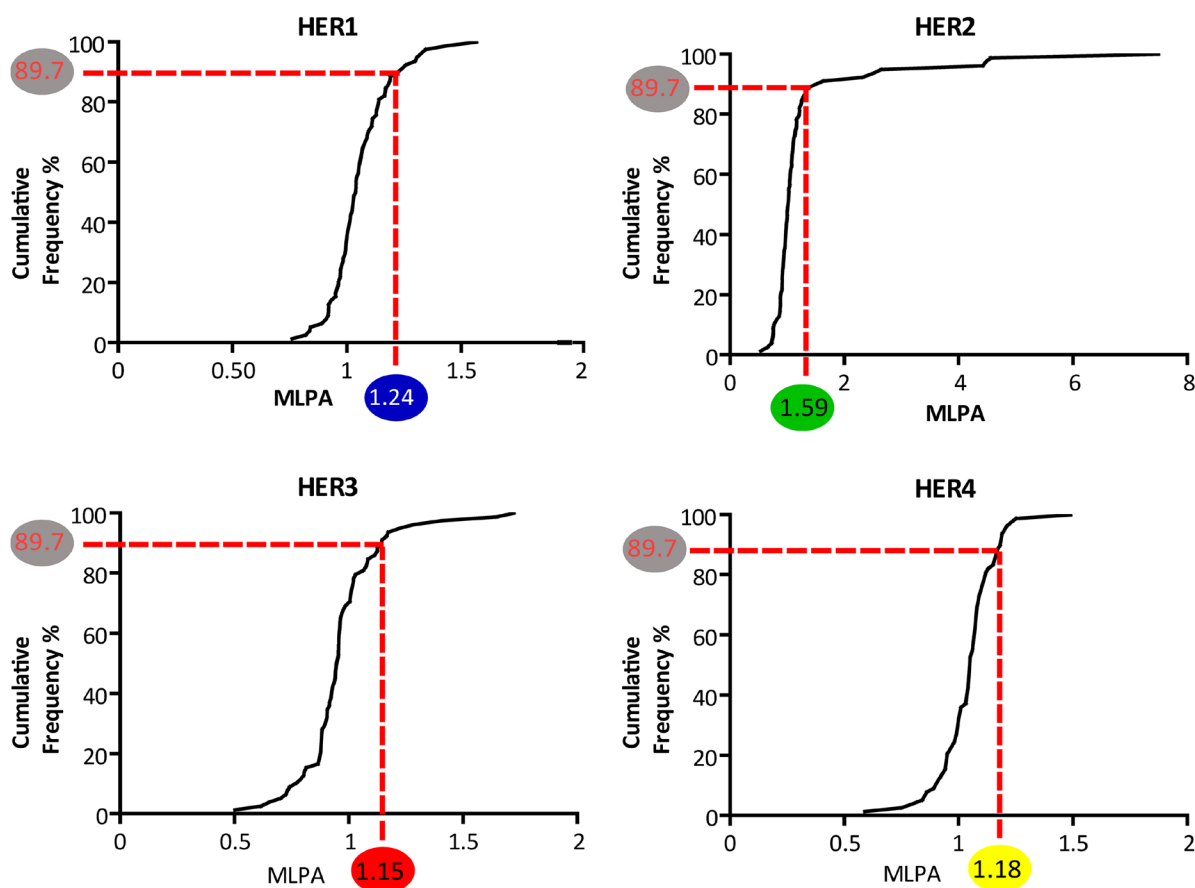 HER1
100
89.7
80
60
40
20
0
Cumulative
Frequency %
0 0.50 1 1.5 2
MLPA 1.24
HER2
100
89.7
80
60
40
20
0
Cumulative
Frequency %
0 2 4 6 8
1.59 MLPA
HER3
100
89.7
80
60
40
20
0
Cumulative
Frequency %
0 0.5 1 1.5 2
MLPA 1.15
HER4
100
89.7
80
60
40
20
0
Cumulative
Frequency %
0 0.5 1 1.5 2
MLPA 1.18